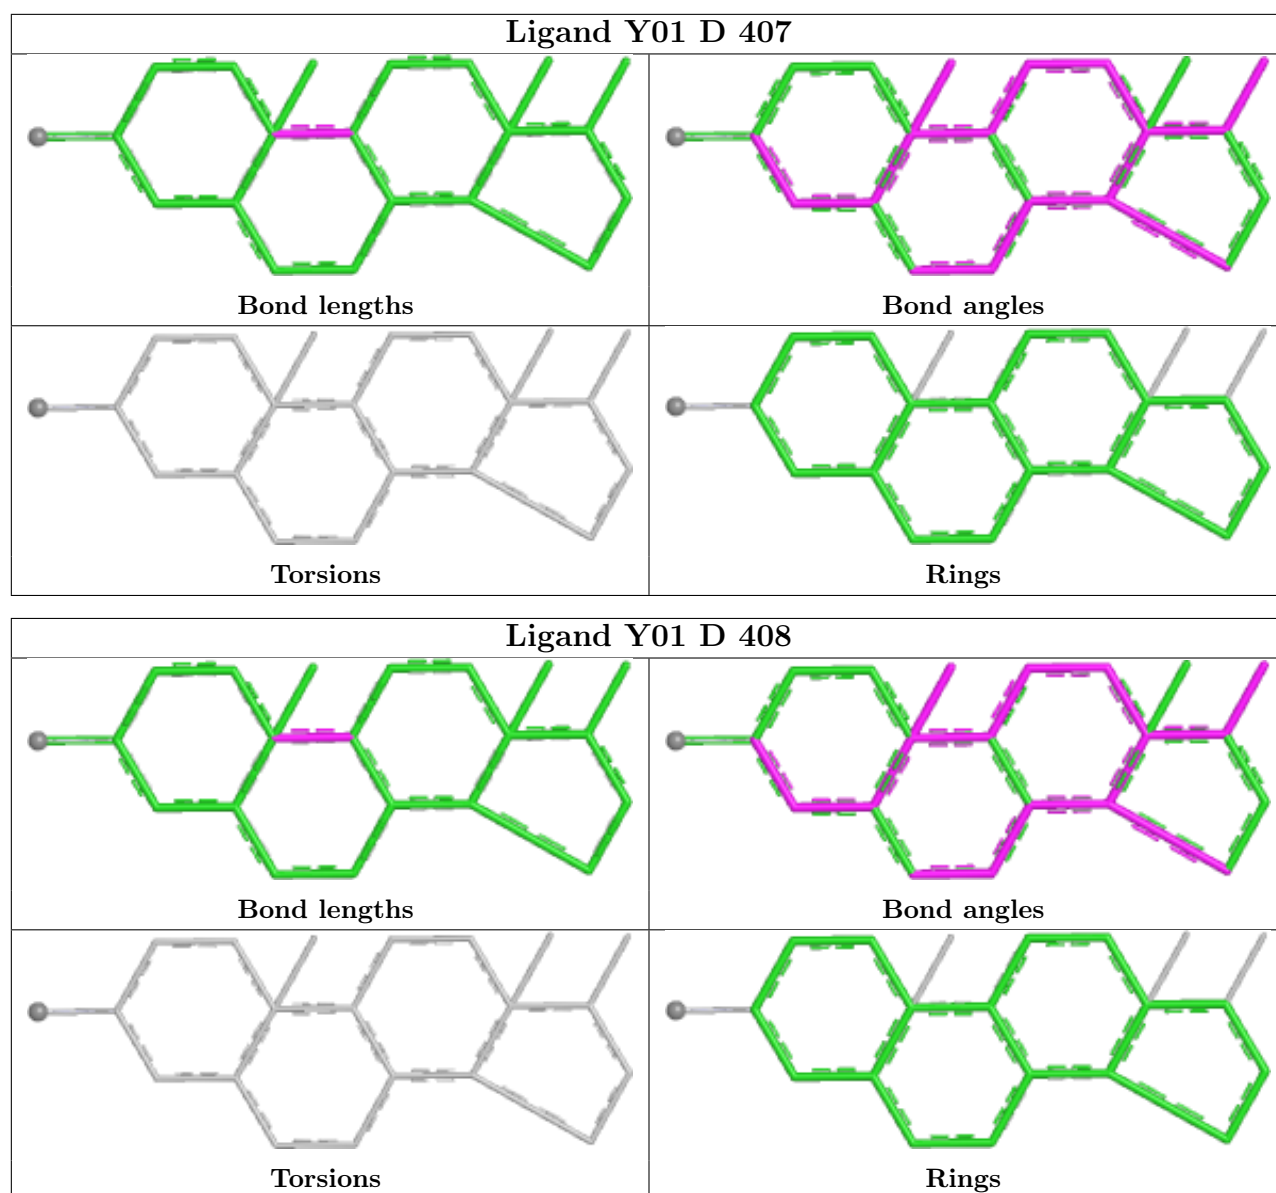 Ligand Y01 D 407
Bond lengths
Bond angles
Torsions
Rings
Ligand Y01 D 408
Bond lengths
Bond angles
Torsions
Rings